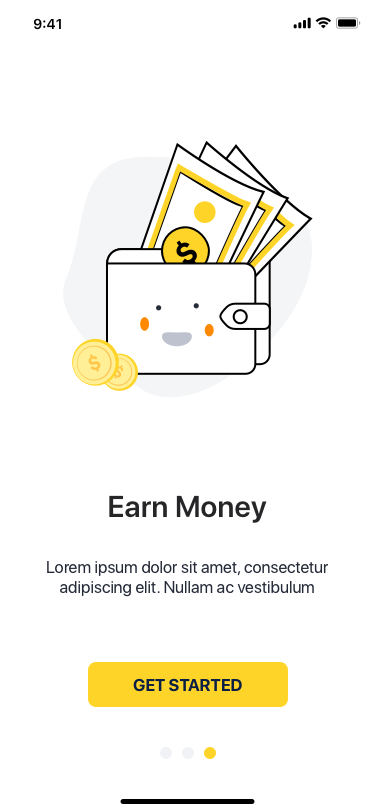 9:41
$
$
$
Earn Money
Lorem ipsum dolor sit amet, consectetur
adipiscing elit. Nullam ac vestibulum
GET STARTED